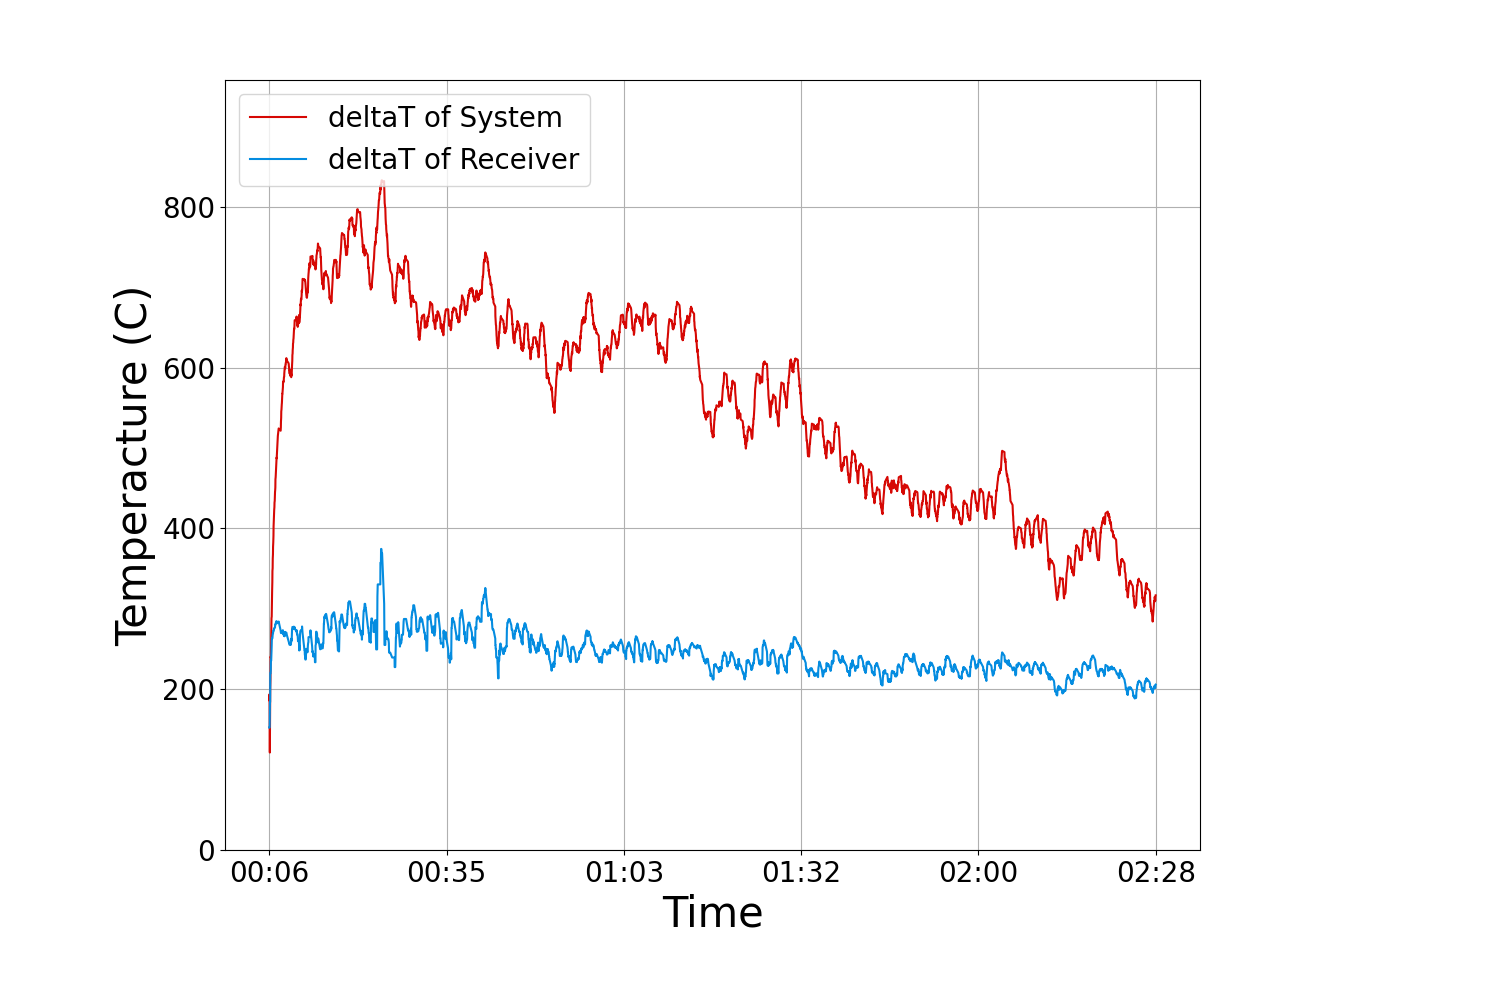 deltaT of System
deltaT of Receiver
Temperacture (C)
800
600
400
200
0
00:06 00:35 01:03 01:32 02:00 02:28
Time